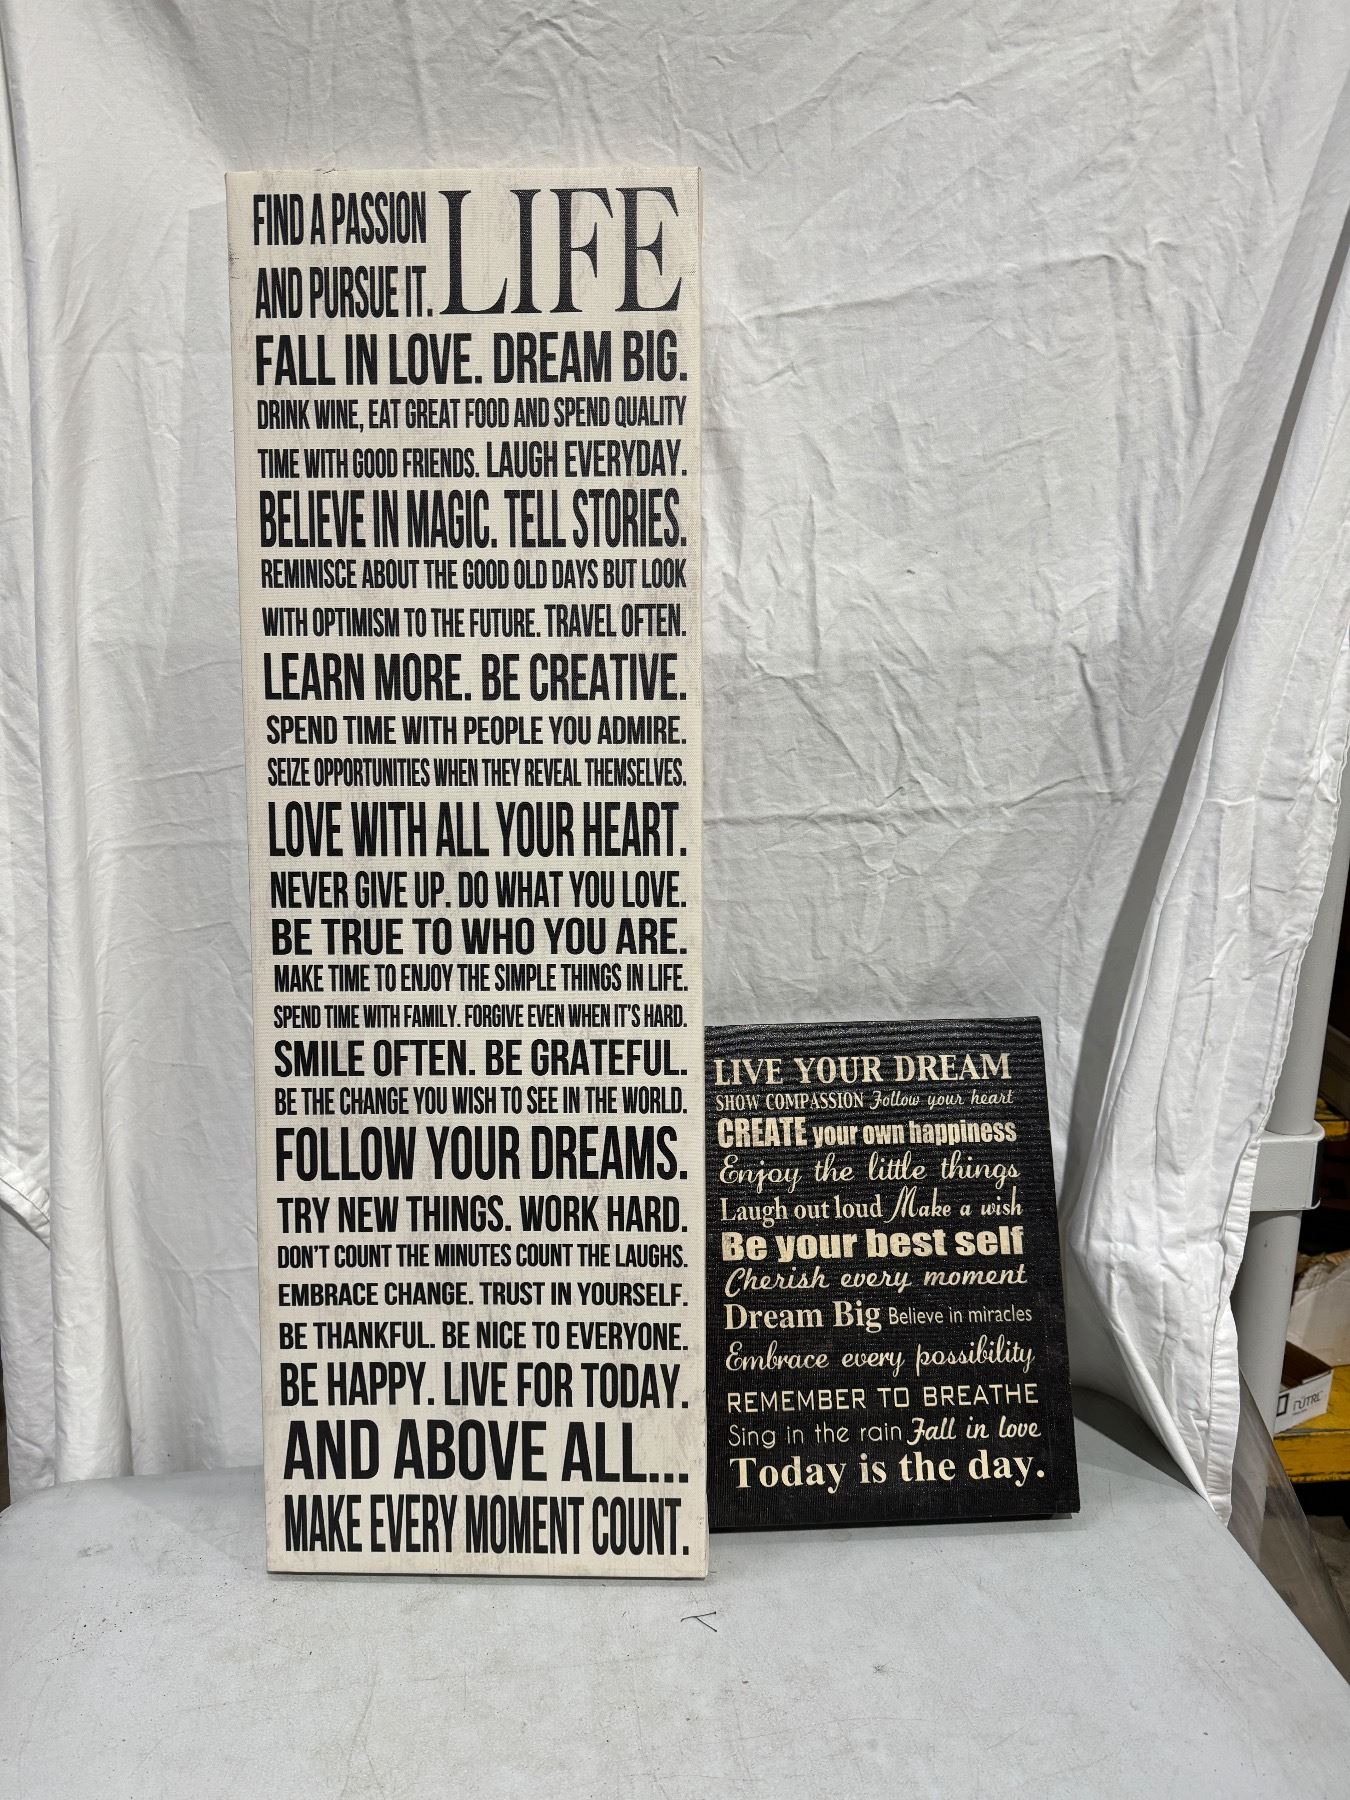 FIND A PASSION
AND PURSUE IT.
LIFE
FALL IN LOVE. DREAM BIG.
DRINK WINE, EAT GREAT FOOD AND SPEND QUALITY
TIME WITH GOOD FRIENDS. LAUGH EVERYDAY.
BELIEVE IN MAGIC. TELL STORIES.
REMINISCE ABOUT THE GOOD OLD DAYS BUT LOOK
WITH OPTIMISM TO THE FUTURE. TRAVEL OFTEN.
LEARN MORE. BE CREATIVE.
SPEND TIME WITH PEOPLE YOU ADMIRE.
SEIZE OPPORTUNITIES WHEN THEY REVEAL THEMSELVES.
LOVE WITH ALL YOUR HEART.
NEVER GIVE UP. DO WHAT YOU LOVE.
BE TRUE TO WHO YOU ARE.
MAKE TIME TO ENJOY THE SIMPLE THINGS IN LIFE.
SPEND TIME WITH FAMILY. FORGIVE EVEN WHEN IT'S HARD.
SMILE OFTEN. BE GRATEFUL.
BE THE CHANGE YOU WISH TO SEE IN THE WORLD.
FOLLOW YOUR DREAMS.
TRY NEW THINGS. WORK HARD.
DON'T COUNT THE MINUTES COUNT THE LAUGHS.
EMBRACE CHANGE. TRUST IN YOURSELF.
BE THANKFUL. BE NICE TO EVERYONE.
BE HAPPY. LIVE FOR TODAY.
AND ABOVE ALL...
MAKE EVERY MOMENT COUNT.
LIVE YOUR DREAM
SHOW COMPASSION Follow your heart
CREATE your own happiness
Enjoy the little things
Laugh out loud Make a wish
Be your best self
Cherish every moment
Dream Big Believe in miracles
Embrace every possibility
REMEMBER TO BREATHE
Sing in the rain Fall in love
Today is the day.